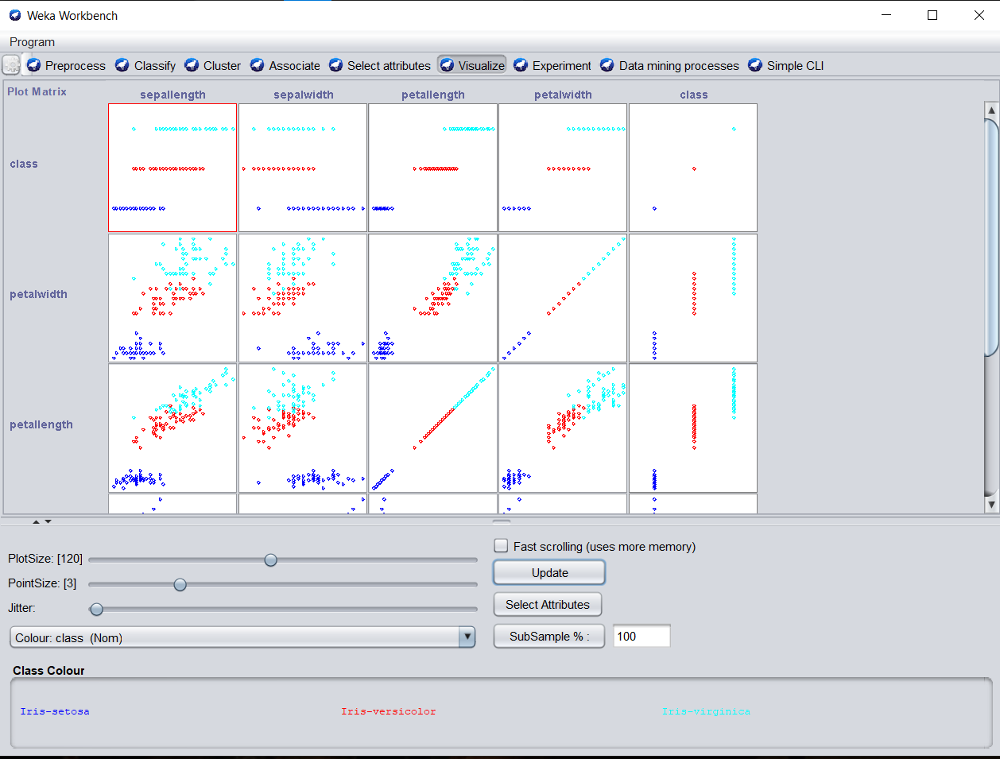 Weka Workbench
Program
Preprocess Classify Cluster Associate Select attributes Visualize Experiment Data mining processes Simple CLI
Plot Matrix
sepallength sepalwidth petallength petalwidth class
class
petalwidth
petallength
PlotSize: [120]
PointSize: [3]
Jitter:
Colour: class (Nom)
Fast scrolling (uses more memory)
Update
Select Attributes
SubSample % : 100
Class Colour
Iris-setosa Iris-versicolor Iris-virginica